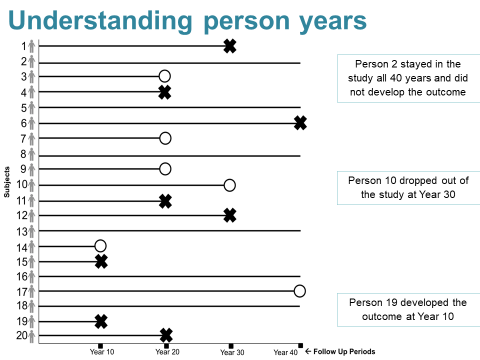 Understanding person years
1
2
3
4
5
6
7
8
9
10
11
12
13
14
15
16
17
18
19
20
Subjects
Person 2 stayed in the
study all 40 years and did
not develop the outcome
Person 10 dropped out of
the study at Year 30
Person 19 developed the
outcome at Year 10
Year 10 Year 20 Year 30 Year 40 ← Follow Up Periods